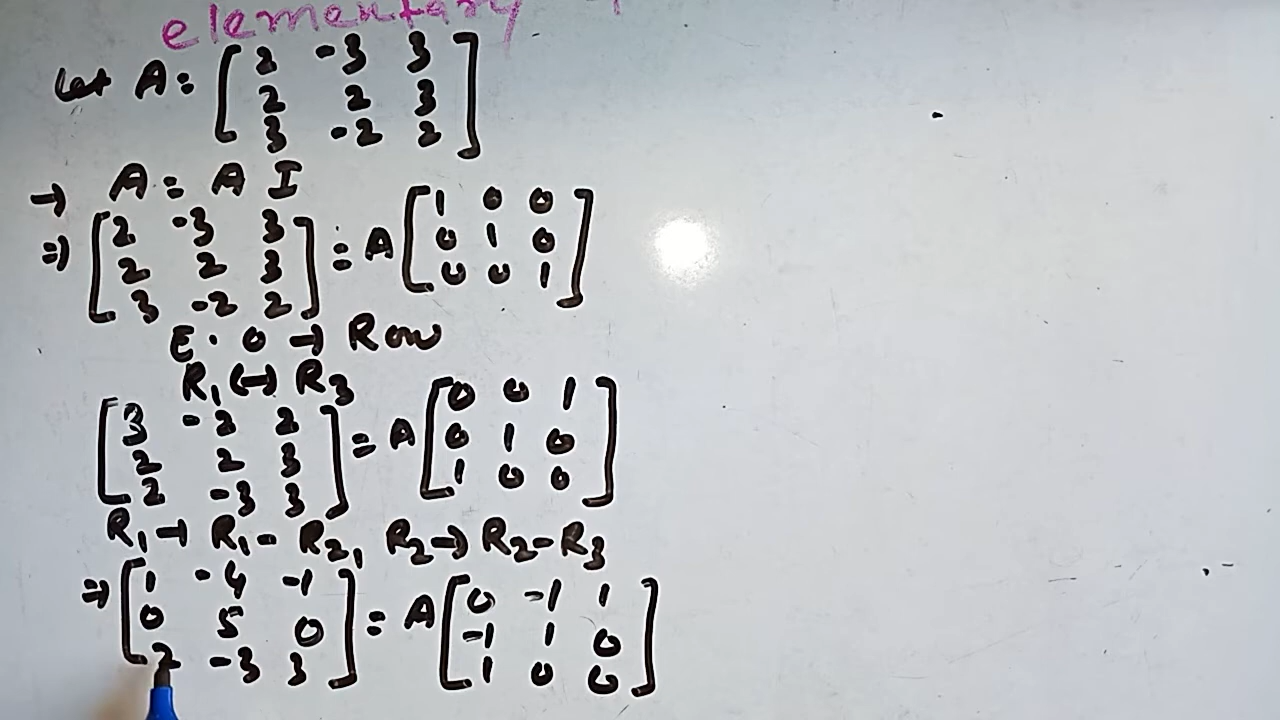 elementary
Let A = [ 2 -3 3
2 2 3
3 -2 2 ]
→ A = A I
⇒ [ 2 -3 3
2 2 3
3 -2 2 ] = A [ 1 0 0
0 1 0
0 0 1 ]
E. O → Row
R₁ ↔ R₃
[ 3 -2 2
2 2 3
2 -3 3 ] = A [ 0 0 1
0 1 0
1 0 0 ]
R₁ → R₁ - R₂, R₂ → R₂ - R₃
⇒ [ 1 -4 -1
0 5 0
2 -3 3 ] = A [ 0 -1 1
-1 1 0
1 0 0 ]